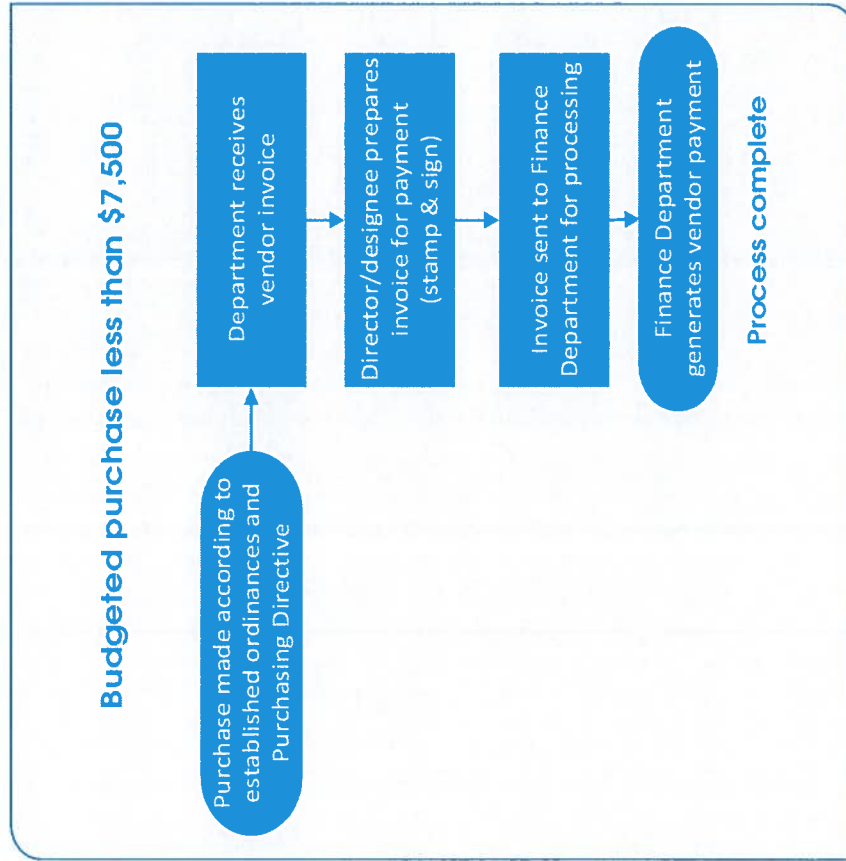 Budgeted purchase less than $7,500
Purchase made according to
established ordinances and
Purchasing Directive
Department receives
vendor invoice
Director/designee prepares
invoice for payment
(stamp & sign)
Invoice sent to Finance
Department for processing
Finance Department
generates vendor payment
Process complete